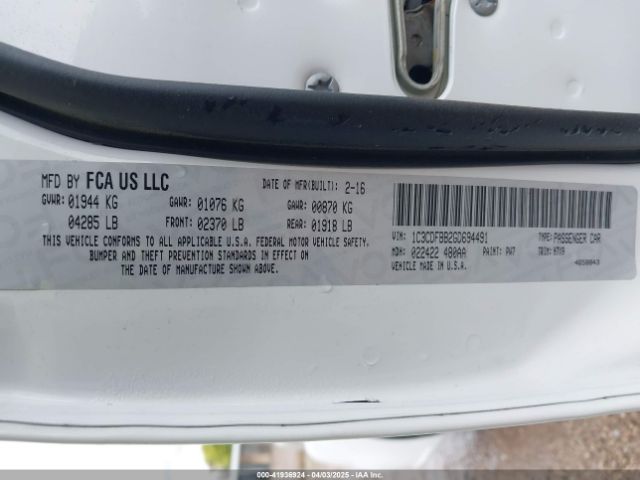 MFD BY FCA US LLC DATE OF MFR(BUILT): 2-16
GVWR: 01944 KG GAWR: 01076 KG GAWR: 00870 KG
04285 LB FRONT: 02370 LB REAR: 01918 LB
THIS VEHICLE CONFORMS TO ALL APPLICABLE U.S.A. FEDERAL MOTOR VEHICLE SAFETY,
BUMPER AND THEFT PREVENTION STANDARDS IN EFFECT ON
THE DATE OF MANUFACTURE SHOWN ABOVE.
VIN: 1C3CDFBB2GD694491 TYPE: PASSENGER CAR
MDH: 022422 480AA PAINT: PW7 TRIM:
MADE IN U.S.A.
000-41936924 - 04/03/2025 - IAAI.COM